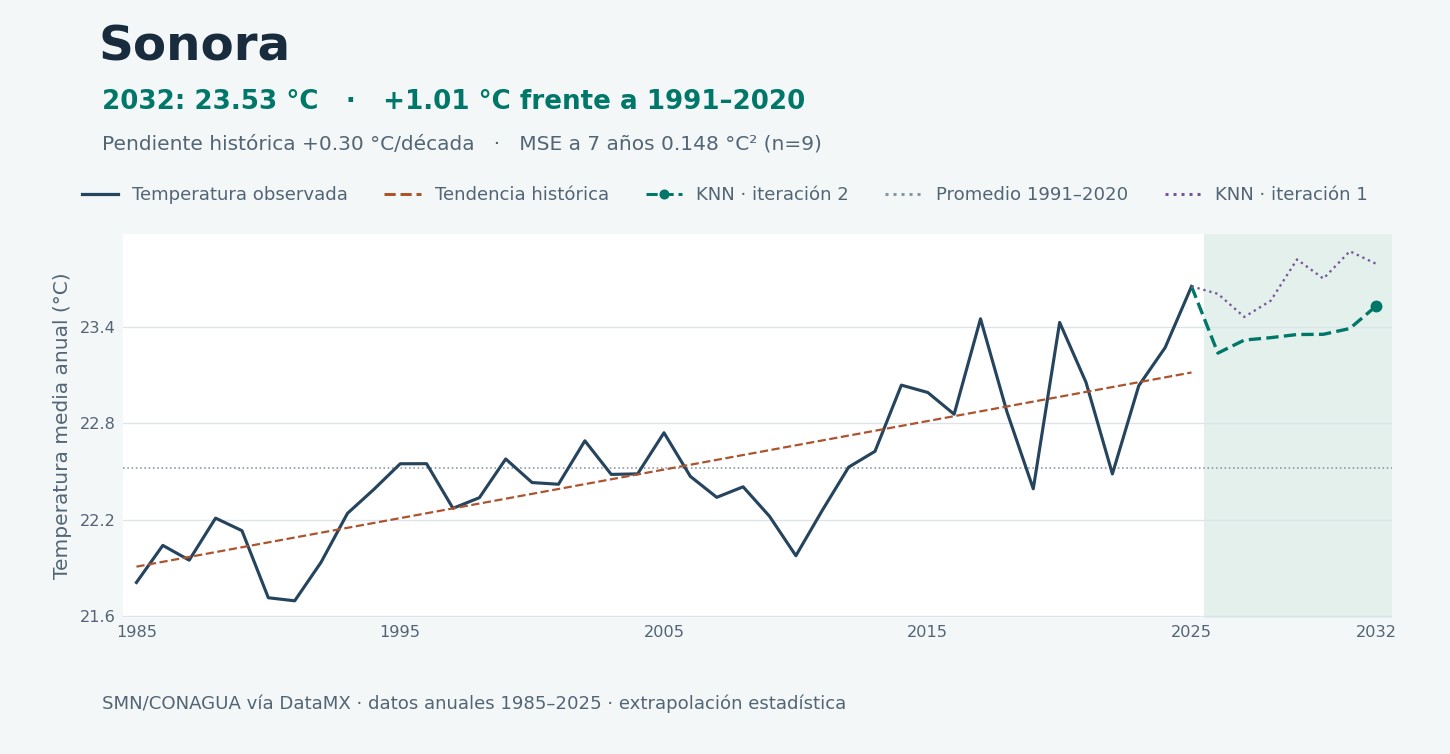 Sonora
2032: 23.53 °C · +1.01 °C frente a 1991–2020
Pendiente histórica +0.30 °C/década · MSE a 7 años 0.148 °C² (n=9)
Temperatura observada Tendencia histórica KNN · iteración 2 Promedio 1991–2020 KNN · iteración 1
Temperatura media anual (°C)
23.4
22.8
22.2
21.6
1985 1995 2005 2015 2025 2032
SMN/CONAGUA vía DataMX · datos anuales 1985–2025 · extrapolación estadística